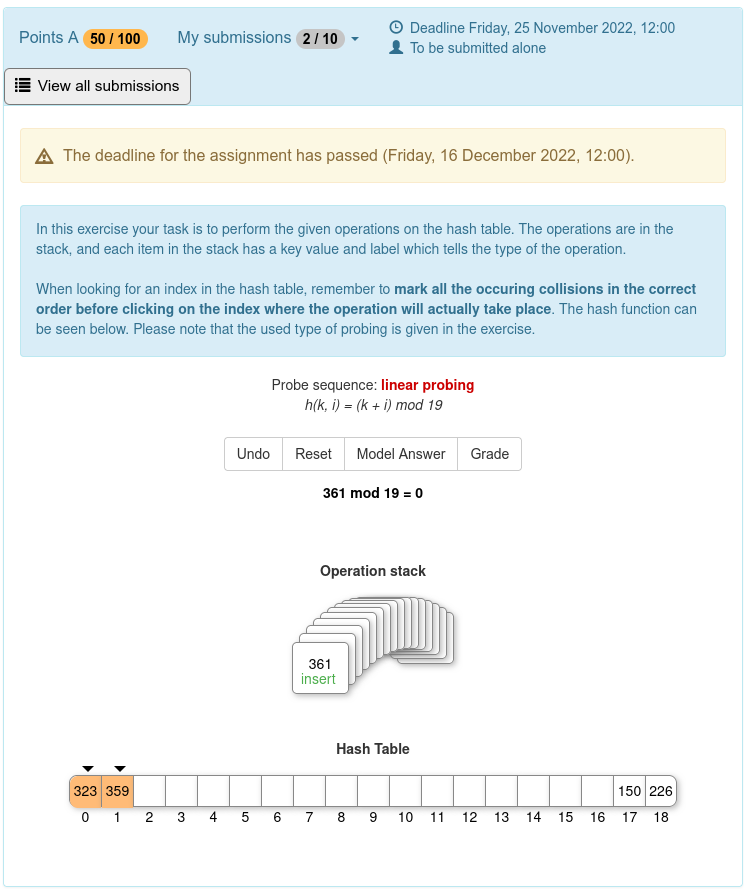 Points A 50 / 100 My submissions 2 / 10
Deadline Friday, 25 November 2022, 12:00
To be submitted alone
View all submissions
The deadline for the assignment has passed (Friday, 16 December 2022, 12:00).
In this exercise your task is to perform the given operations on the hash table. The operations are in the
stack, and each item in the stack has a key value and label which tells the type of the operation.
When looking for an index in the hash table, remember to mark all the occuring collisions in the correct
order before clicking on the index where the operation will actually take place. The hash function can
be seen below. Please note that the used type of probing is given in the exercise.
Probe sequence: linear probing
h(k, i) = (k + i) mod 19
Undo Reset Model Answer Grade
361 mod 19 = 0
Operation stack
361
insert
Hash Table
323 359 150 226
0 1 2 3 4 5 6 7 8 9 10 11 12 13 14 15 16 17 18